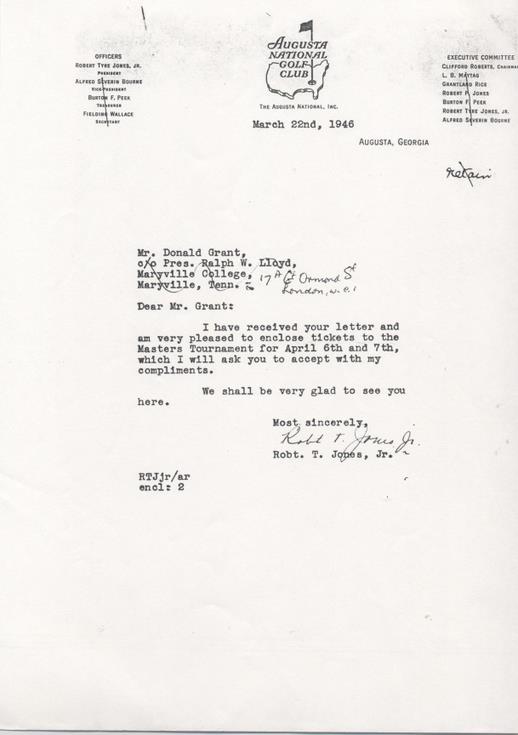 OFFICERS
ROBERT TYRE JONES, JR.
PRESIDENT
ALFRED SEVERIN BOURNE
VICE-PRESIDENT
BURTON F. PEEK
TREASURER
FIELDING WALLACE
SECRETARY
AUGUSTA
NATIONAL
GOLF
CLUB
THE AUGUSTA NATIONAL, INC.
EXECUTIVE COMMITTEE
CLIFFORD ROBERTS, CHAIRMAN
L. B. MAYTAG
GRANTLAND RICE
ROBERT P. JONES
BURTON F. PEEK
ROBERT TYRE JONES, JR.
ALFRED SEVERIN BOURNE
March 22nd, 1946
AUGUSTA, GEORGIA
retain
Mr. Donald Grant,
c/o Pres. Ralph W. Lloyd,
Maryville College,
Maryville, Tenn.
17 A Gt Ormond St
London, W.C.1
Dear Mr. Grant:
I have received your letter and
am very pleased to enclose tickets to the
Masters Tournament for April 6th and 7th,
which I will ask you to accept with my
compliments.
We shall be very glad to see you
here.
Most sincerely,
Robt T. Jones Jr.
Robt. T. Jones, Jr.
RTJjr/ar
encl: 2